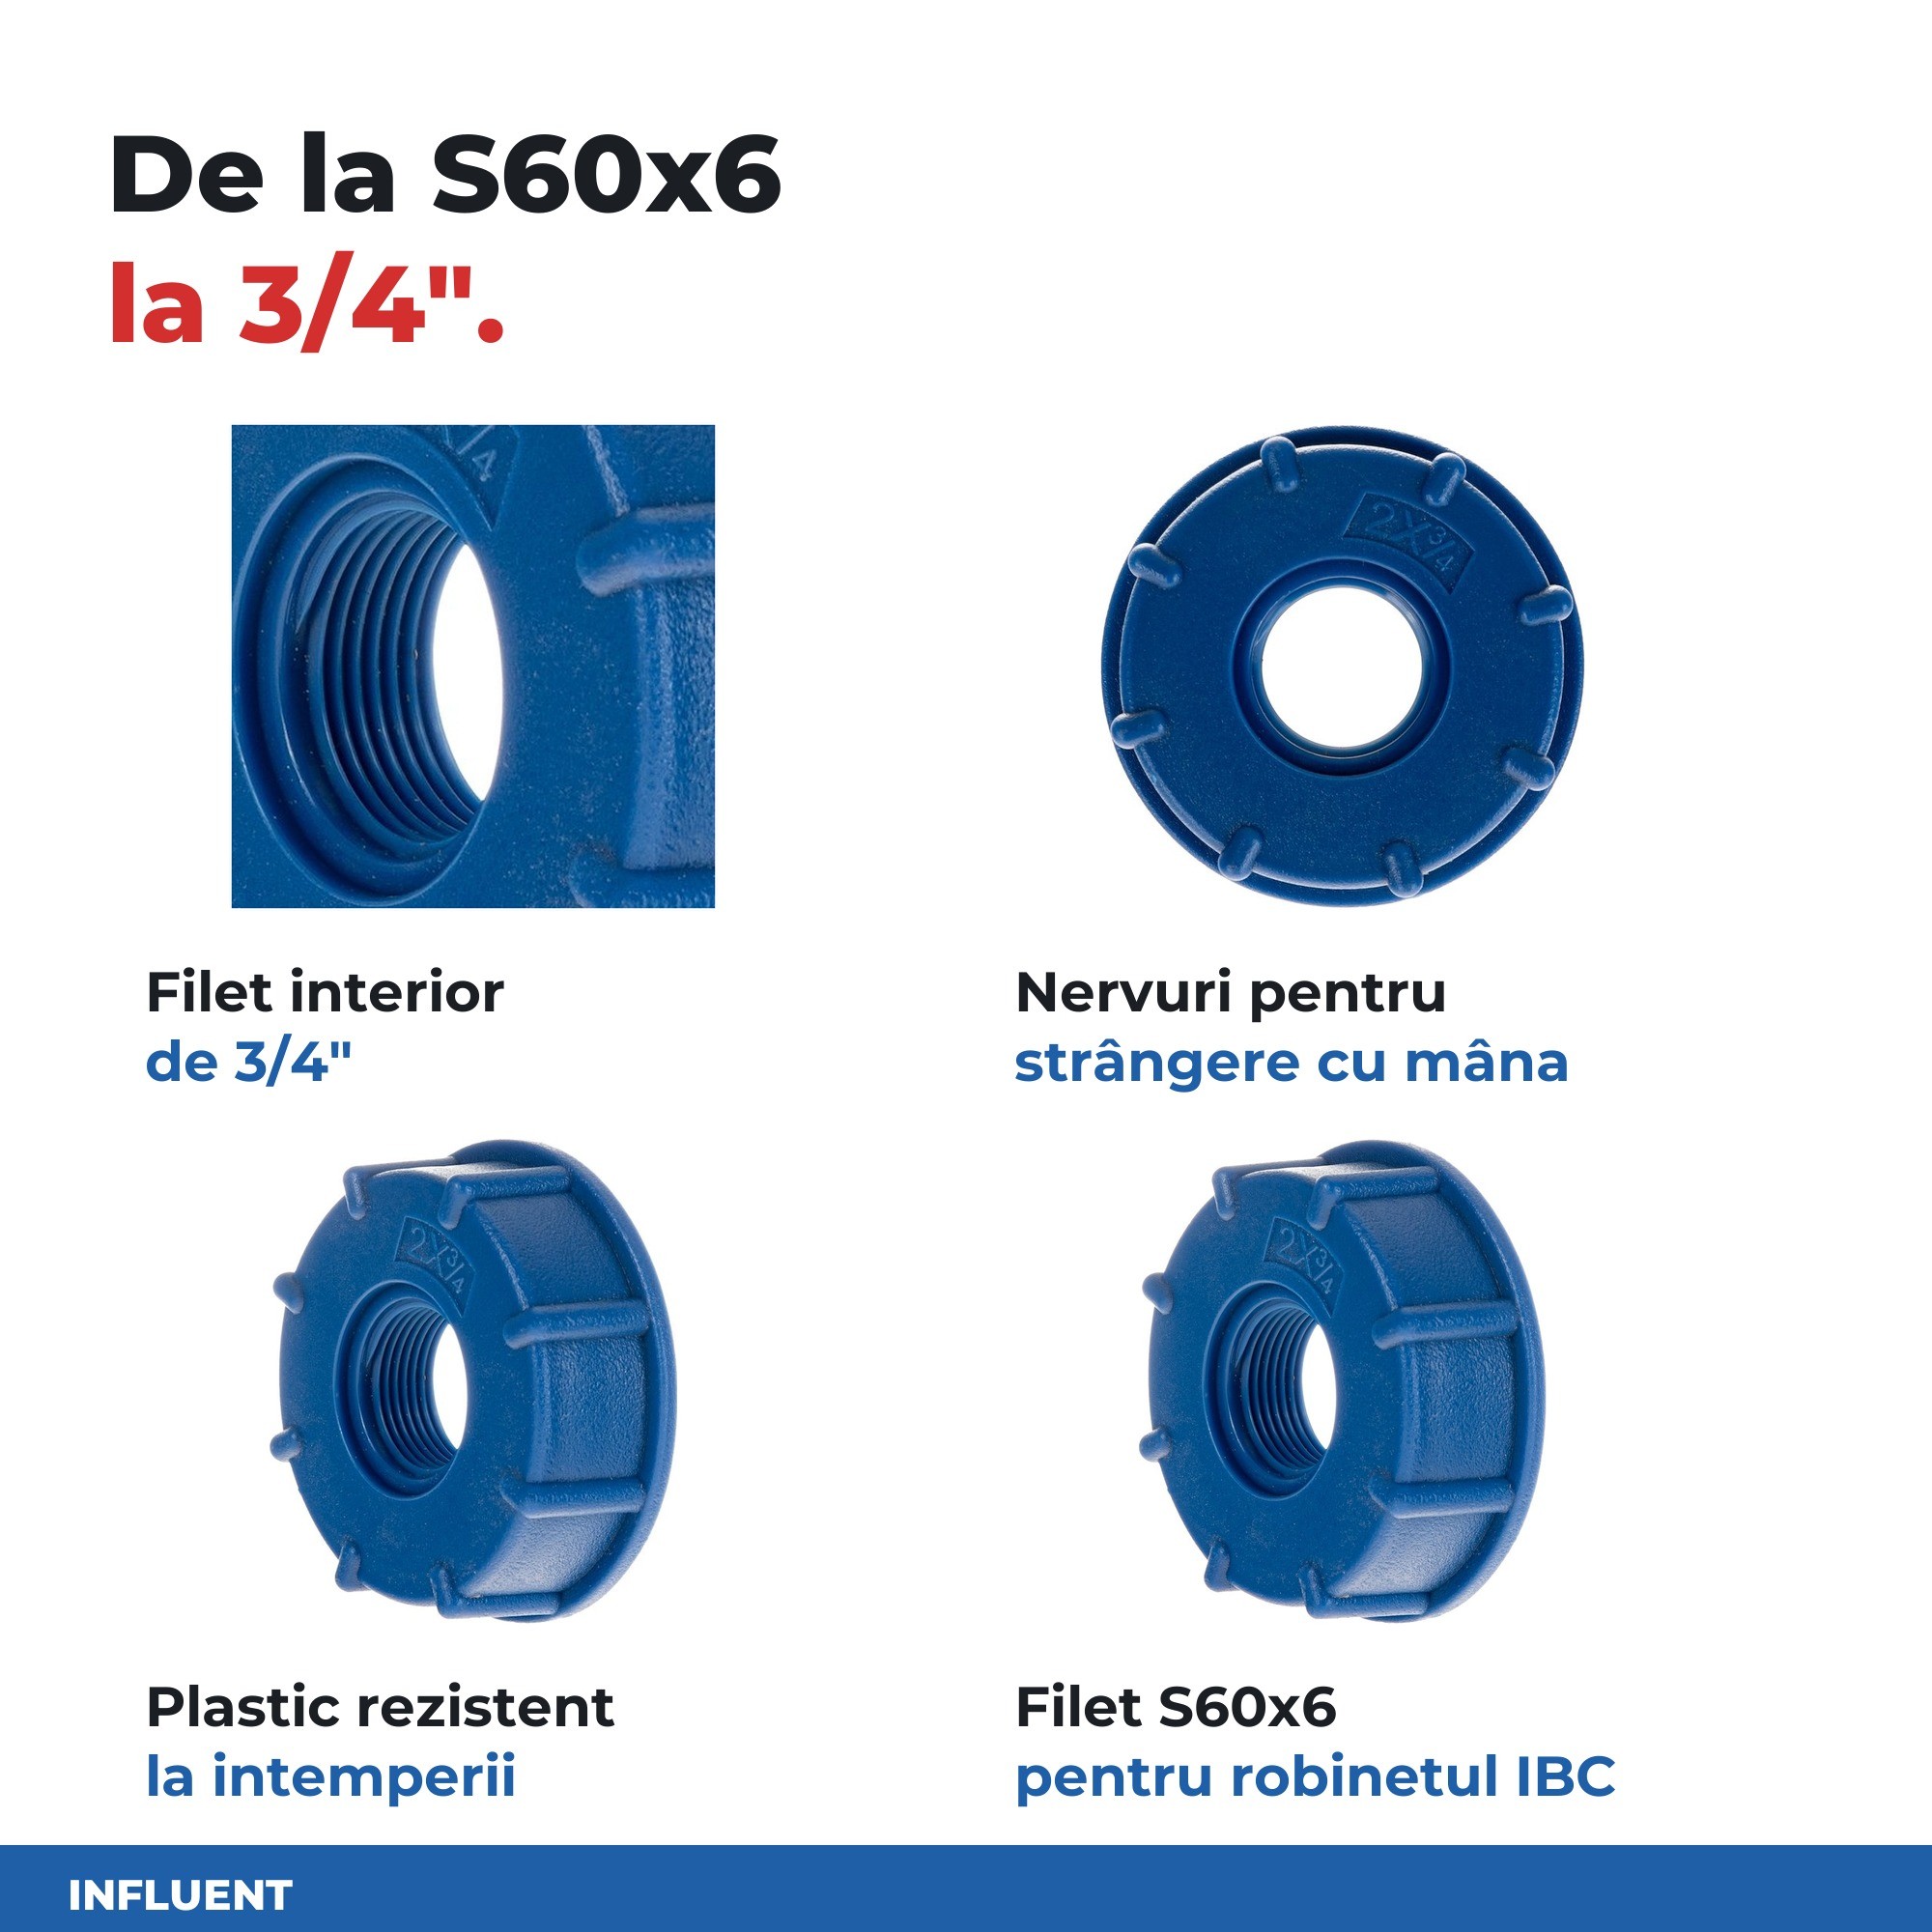 De la S60x6
la 3/4".
/4
2X3/4
Filet interior
de 3/4"
Nervuri pentru
strângere cu mâna
2X3/4
2X3/4
Plastic rezistent
la intemperii
Filet S60x6
pentru robinetul IBC
INFLUENT